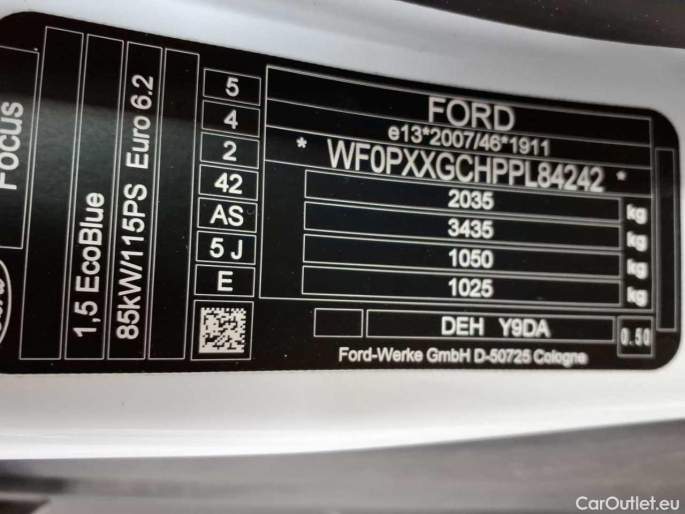 Focus
1,5 EcoBlue
85kW/115PS Euro 6.2
5
4
2
42
AS
5 J
E
FORD
e13*2007/46*1911
* WF0PXXGCHPPL84242 *
2035 kg
3435 kg
1050
1025 kg
DEH Y9DA
0.50
Ford-Werke GmbH D-50725 Cologne
CarOutlet.eu